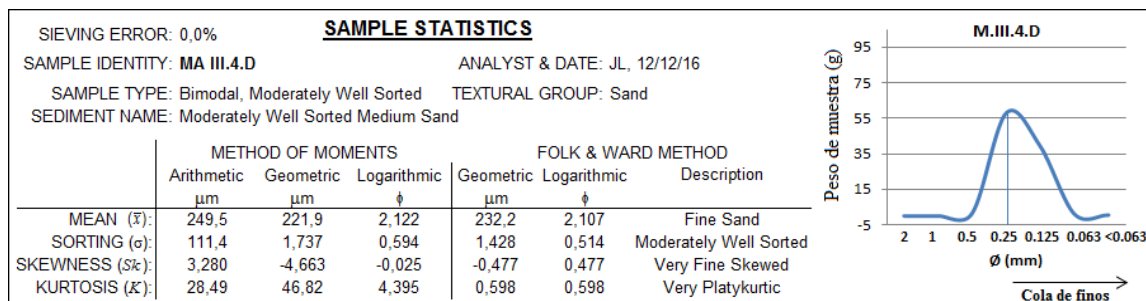 SAMPLE STATISTICS
SIEVING ERROR: 0,0%
SAMPLE IDENTITY: MA III.4.D ANALYST & DATE: JL, 12/12/16
SAMPLE TYPE: Bimodal, Moderately Well Sorted TEXTURAL GROUP: Sand
SEDIMENT NAME: Moderately Well Sorted Medium Sand
METHOD OF MOMENTS FOLK & WARD METHOD
Arithmetic Geometric Logarithmic Geometric Logarithmic Description
μm μm ϕ μm ϕ
MEAN (x̄): 249,5 221,9 2,122 232,2 2,107 Fine Sand
SORTING (σ): 111,4 1,737 0,594 1,428 0,514 Moderately Well Sorted
SKEWNESS (Sk): 3,280 -4,663 -0,025 -0,477 0,477 Very Fine Skewed
KURTOSIS (K): 28,49 46,82 4,395 0,598 0,598 Very Platykurtic
M.III.4.D
Peso de muestra (g)
95
75
55
35
15
-5
2 1 0.5 0.25 0.125 0.063 <0.063
Ø (mm)
Cola de finos